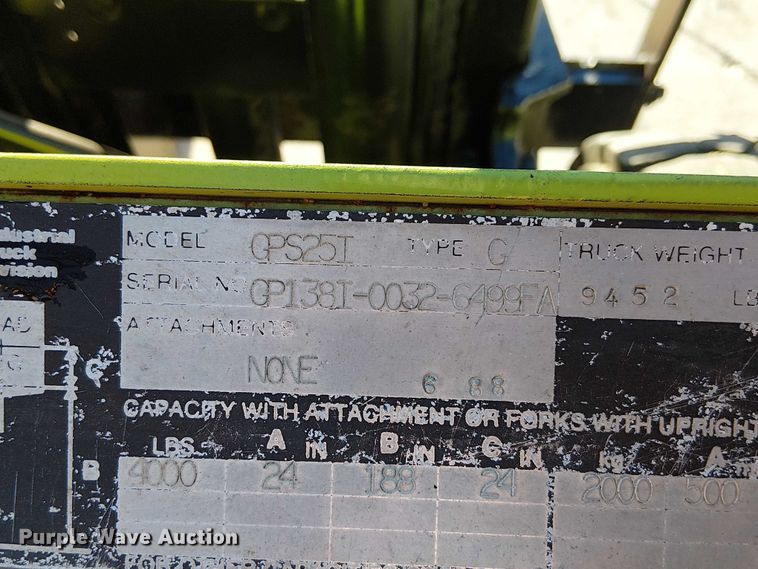 ndustrial
uck
vision
MODEL GPS25I TYPE G TRUCK WEIGHT
SERIAL NO GP138I-0032-6499FA 9452 LB
ATTACHMENTS
NONE 6 88
CAPACITY WITH ATTACHMENT OR FORKS WITH UPRIGHT
LBS A IN B IN C IN kg A
4000 24 188 24 2000 500
AD
G
C
B
Purple Wave Auction